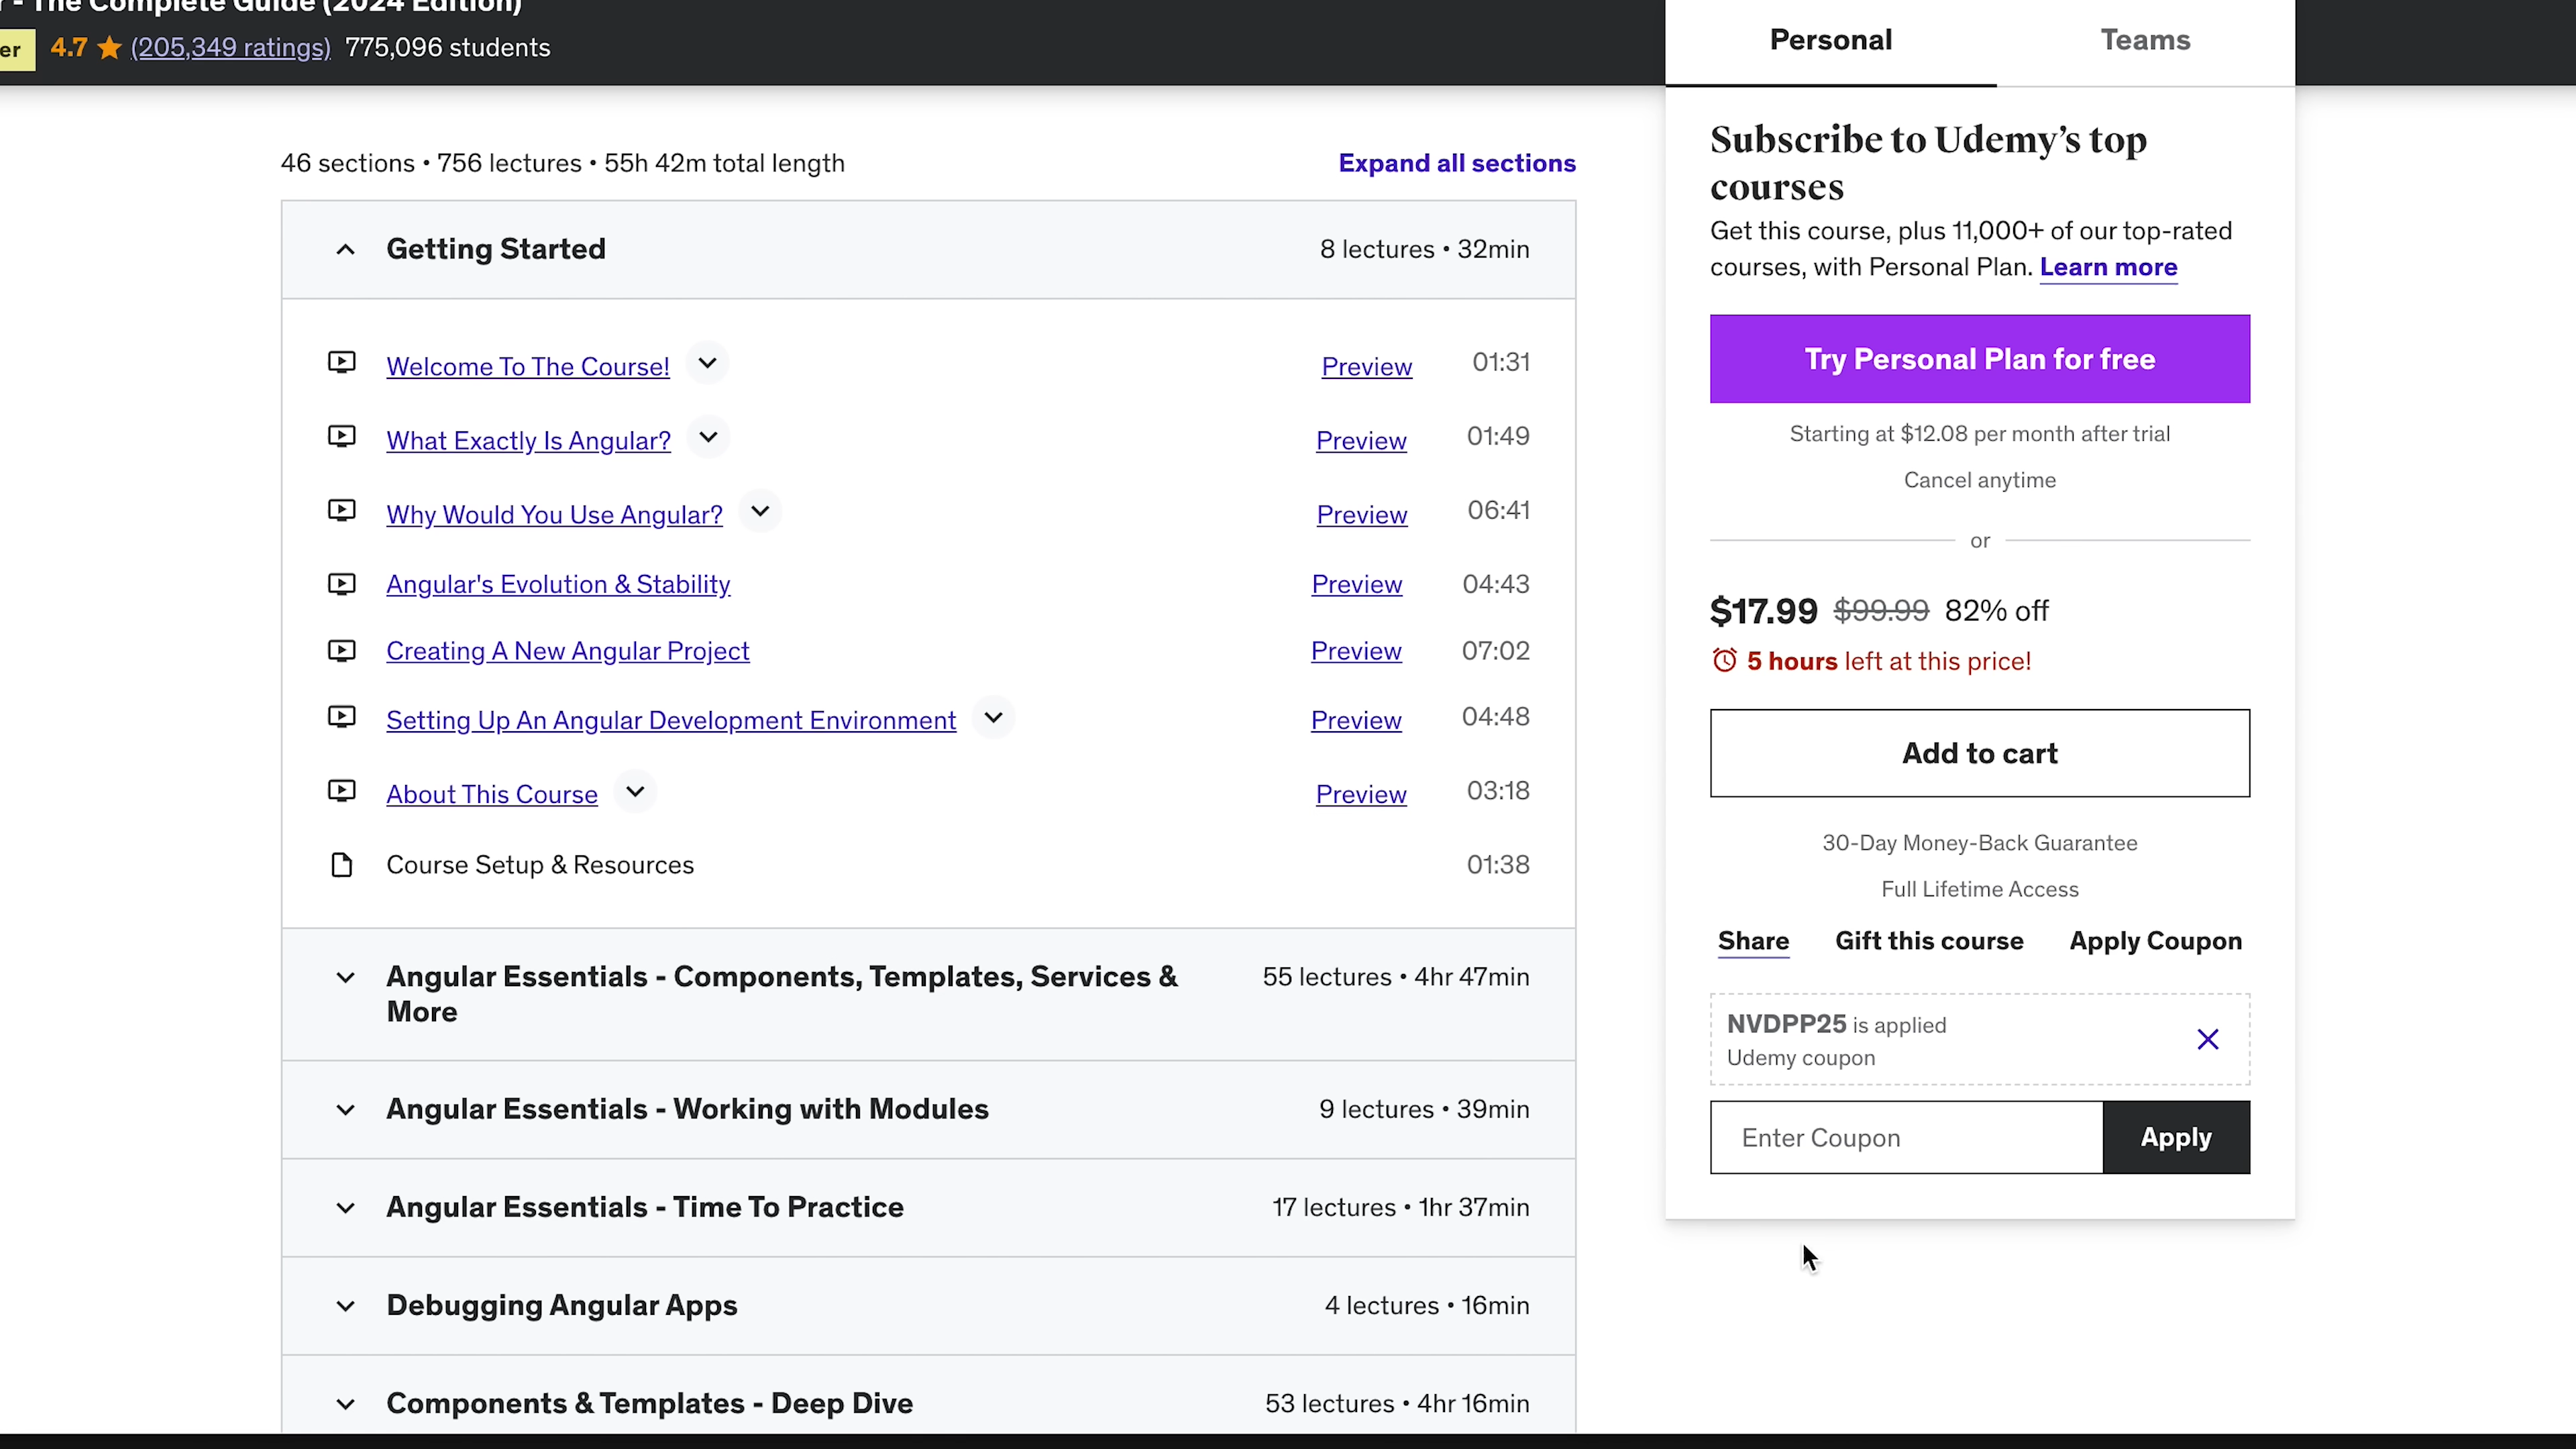 - The Complete Guide (2024 Edition)
er 4.7 (205,349 ratings) 775,096 students
46 sections • 756 lectures • 55h 42m total length Expand all sections
Getting Started 8 lectures • 32min
Welcome To The Course! Preview 01:31
What Exactly Is Angular? Preview 01:49
Why Would You Use Angular? Preview 06:41
Angular's Evolution & Stability Preview 04:43
Creating A New Angular Project Preview 07:02
Setting Up An Angular Development Environment Preview 04:48
About This Course Preview 03:18
Course Setup & Resources 01:38
Angular Essentials - Components, Templates, Services & 55 lectures • 4hr 47min
More
Angular Essentials - Working with Modules 9 lectures • 39min
Angular Essentials - Time To Practice 17 lectures • 1hr 37min
Debugging Angular Apps 4 lectures • 16min
Components & Templates - Deep Dive 53 lectures • 4hr 16min
Personal Teams
Subscribe to Udemy’s top
courses
Get this course, plus 11,000+ of our top-rated
courses, with Personal Plan. Learn more
Try Personal Plan for free
Starting at $12.08 per month after trial
Cancel anytime
or
$17.99 $99.99 82% off
5 hours left at this price!
Add to cart
30-Day Money-Back Guarantee
Full Lifetime Access
Share Gift this course Apply Coupon
NVDPP25 is applied
Udemy coupon
Enter Coupon Apply